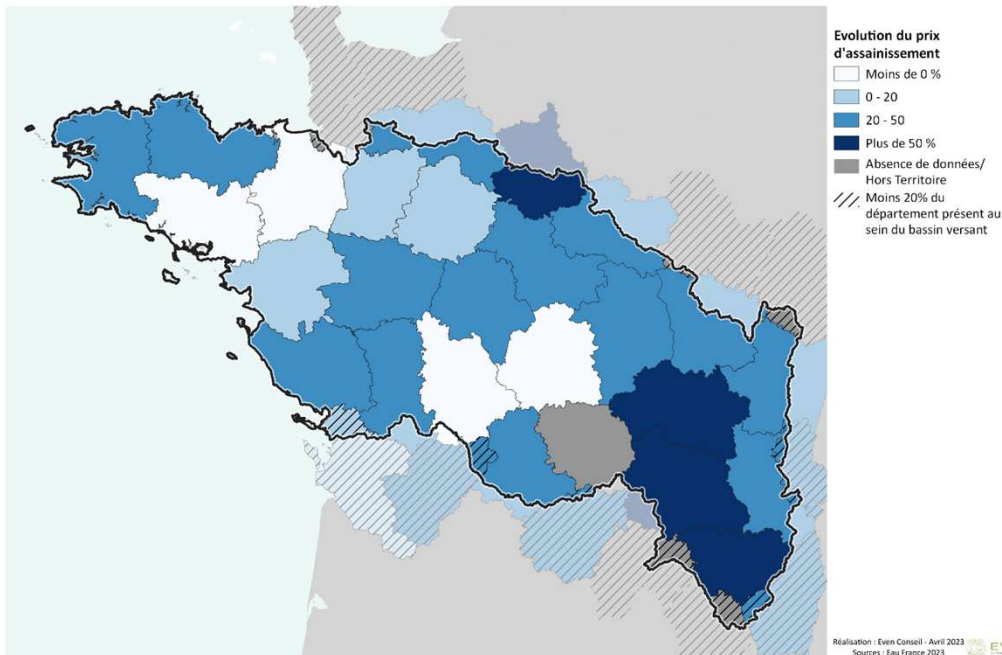 Evolution du prix
d'assainissement
Moins de 0 %
0 - 20
20 - 50
Plus de 50 %
Absence de données/
Hors Territoire
Moins 20% du
département présent au
sein du bassin versant
Réalisation : Even Conseil - Avril 2023
Sources : Eau France 2023